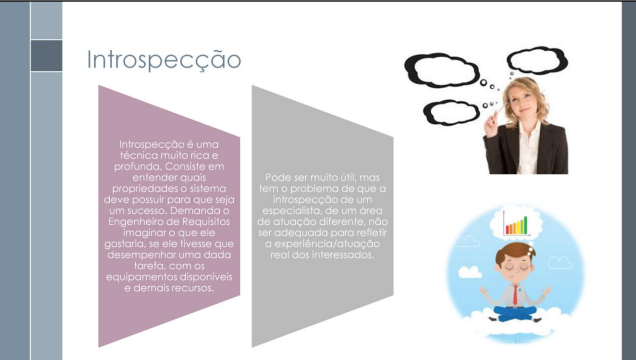 Introspecção
Introspecção é uma
técnica muito rica e
profunda. Consiste em
entender quais
propriedades o sistema
deve possuir para que seja
um sucesso. Demanda o
Engenheiro de Requisitos
imaginar o que ele
gostaria, se ele tivesse que
desempenhar uma dada
tarefa, com os
equipamentos disponíveis
e demais recursos.
Pode ser muito útil, mas
tem o problema de que a
introspecção de um
especialista, de um área
de atuação diferente, não
ser adequada para refletir
a experiência/atuação
real dos interessados.